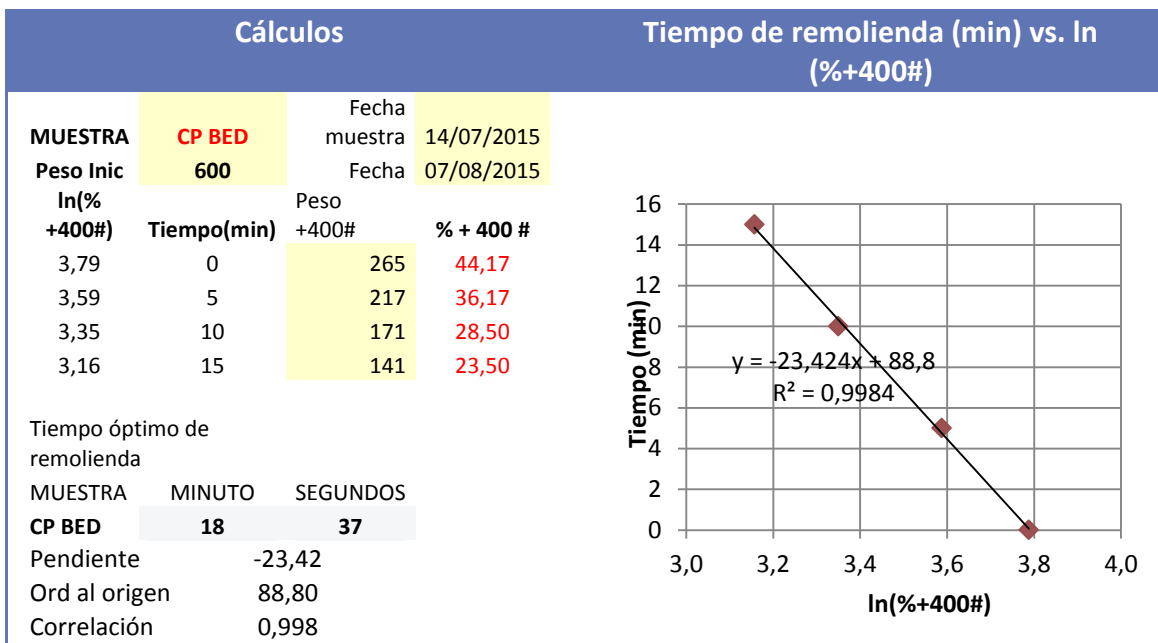 Cálculos
Tiempo de remolienda (min) vs. ln
(%+400#)
Fecha
MUESTRA CP BED muestra 14/07/2015
Peso Inic 600 Fecha 07/08/2015
ln(% Peso
+400#) Tiempo(min) +400# % + 400 #
3,79 0 265 44,17
3,59 5 217 36,17
3,35 10 171 28,50
3,16 15 141 23,50
Tiempo óptimo de
remolienda
MUESTRA MINUTO SEGUNDOS
CP BED 18 37
Pendiente -23,42
Ord al origen 88,80
Correlación 0,998
Tiempo (min)
16
14
12
10
8
6
4
2
0
y = -23,424x + 88,8
R² = 0,9984
3,0 3,2 3,4 3,6 3,8 4,0
ln(%+400#)